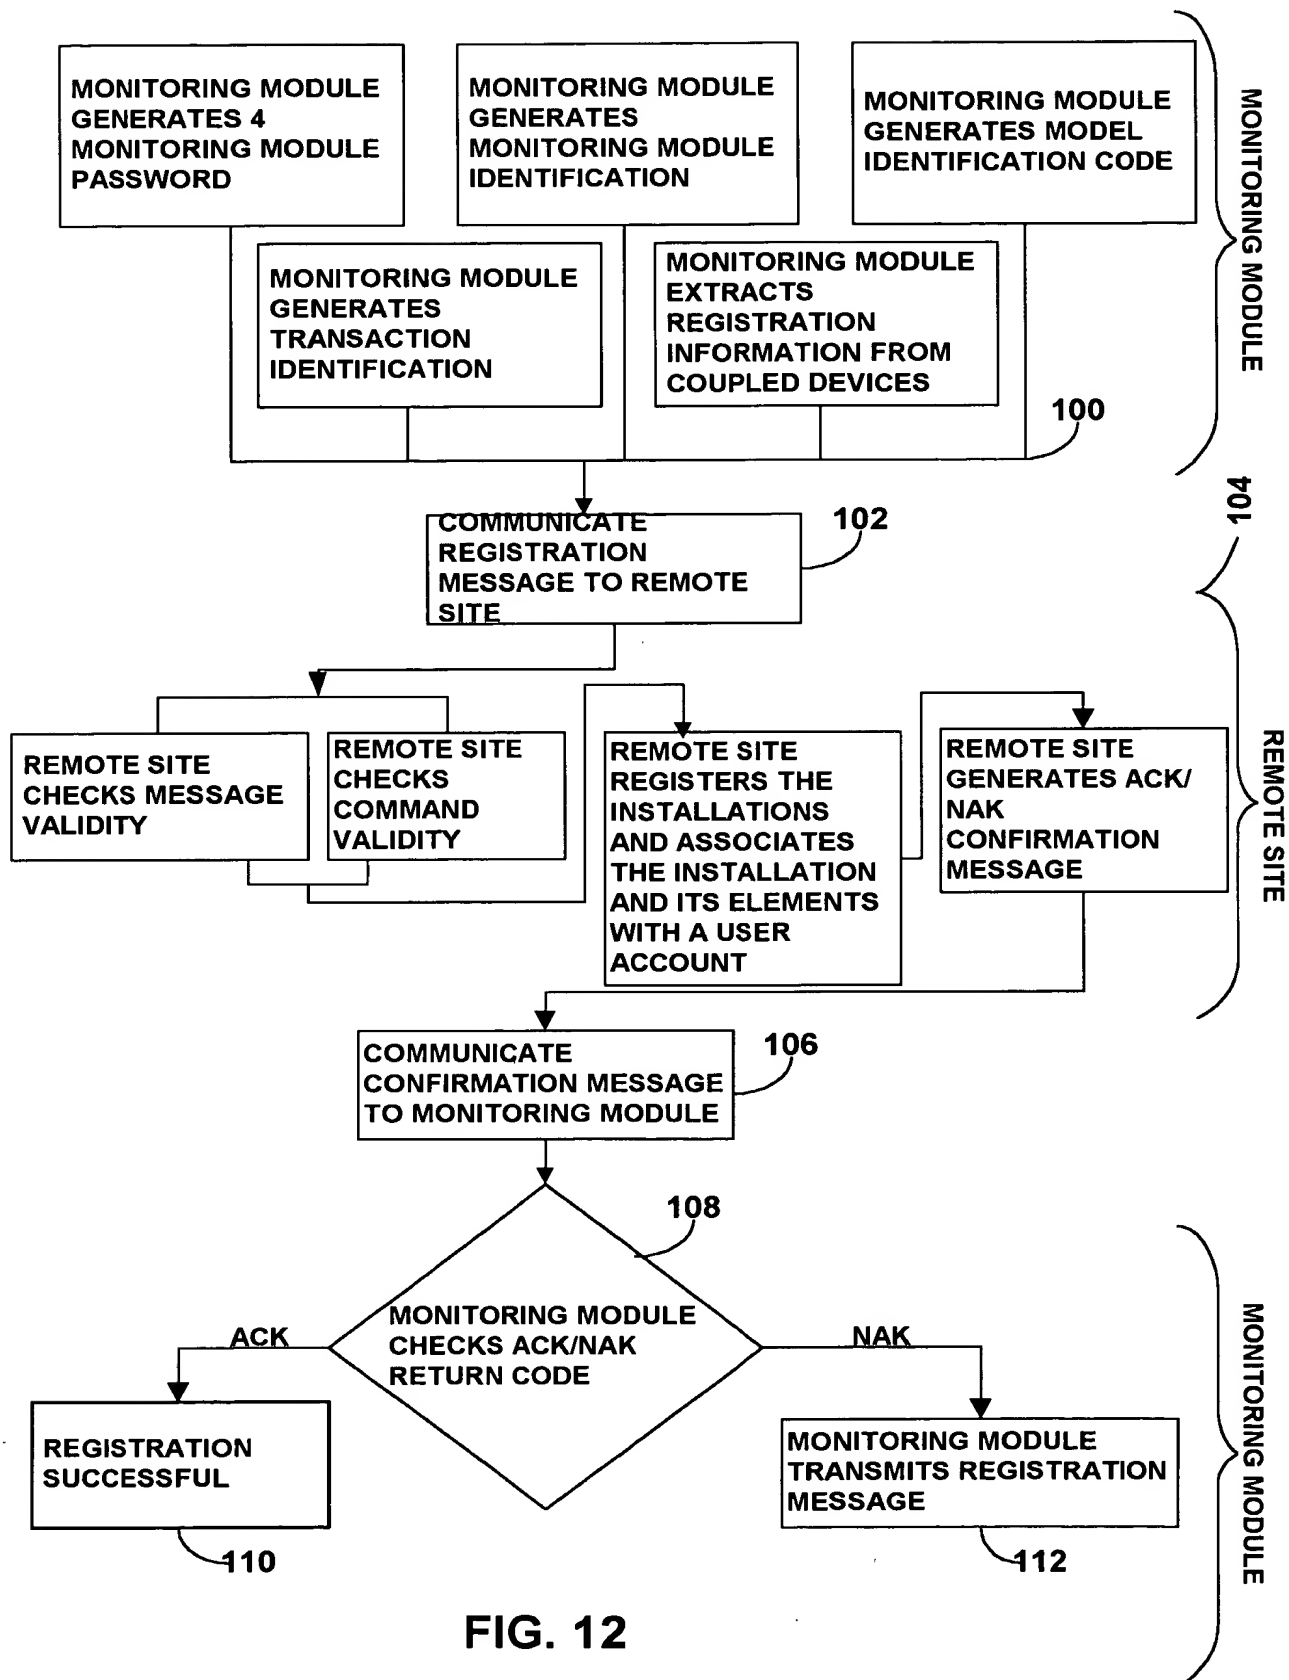 MONITORING MODULE
GENERATES 4
MONITORING MODULE
PASSWORD
MONITORING MODULE
GENERATES
MONITORING MODULE
IDENTIFICATION
MONITORING MODULE
GENERATES MODEL
IDENTIFICATION CODE
MONITORING MODULE
MONITORING MODULE
GENERATES
TRANSACTION
IDENTIFICATION
MONITORING MODULE
EXTRACTS
REGISTRATION
INFORMATION FROM
COUPLED DEVICES
100
COMMUNICATE
REGISTRATION
MESSAGE TO REMOTE
SITE
102
104
REMOTE SITE
CHECKS MESSAGE
VALIDITY
REMOTE SITE
CHECKS
COMMAND
VALIDITY
REMOTE SITE
REGISTERS THE
INSTALLATIONS
AND ASSOCIATES
THE INSTALLATION
AND ITS ELEMENTS
WITH A USER
ACCOUNT
REMOTE SITE
GENERATES ACK/
NAK
CONFIRMATION
MESSAGE
REMOTE SITE
COMMUNICATE
CONFIRMATION MESSAGE
TO MONITORING MODULE
106
108
MONITORING MODULE
CHECKS ACK/NAK
RETURN CODE
ACK
NAK
REGISTRATION
SUCCESSFUL
110
MONITORING MODULE
TRANSMITS REGISTRATION
MESSAGE
112
MONITORING MODULE
FIG. 12